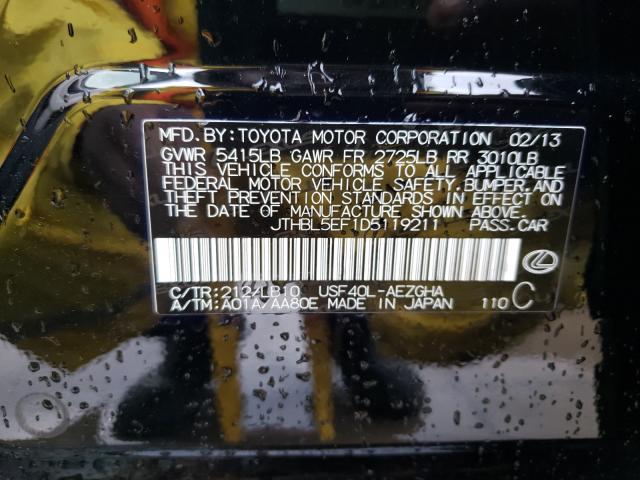 MFD. BY: TOYOTA MOTOR CORPORATION 02/13
GVWR 5415LB GAWR FR 2725LB RR 3010LB
THIS VEHICLE CONFORMS TO ALL APPLICABLE
FEDERAL MOTOR VEHICLE SAFETY, BUMPER, AND
THEFT PREVENTION STANDARDS IN EFFECT ON
THE DATE OF MANUFACTURE SHOWN ABOVE.
JTHBL5EF1D5119211 PASS. CAR
C/TR: 212/LB10 USF40L-AEZGHA
A/TM: A01A/AA80E MADE IN JAPAN 110 C